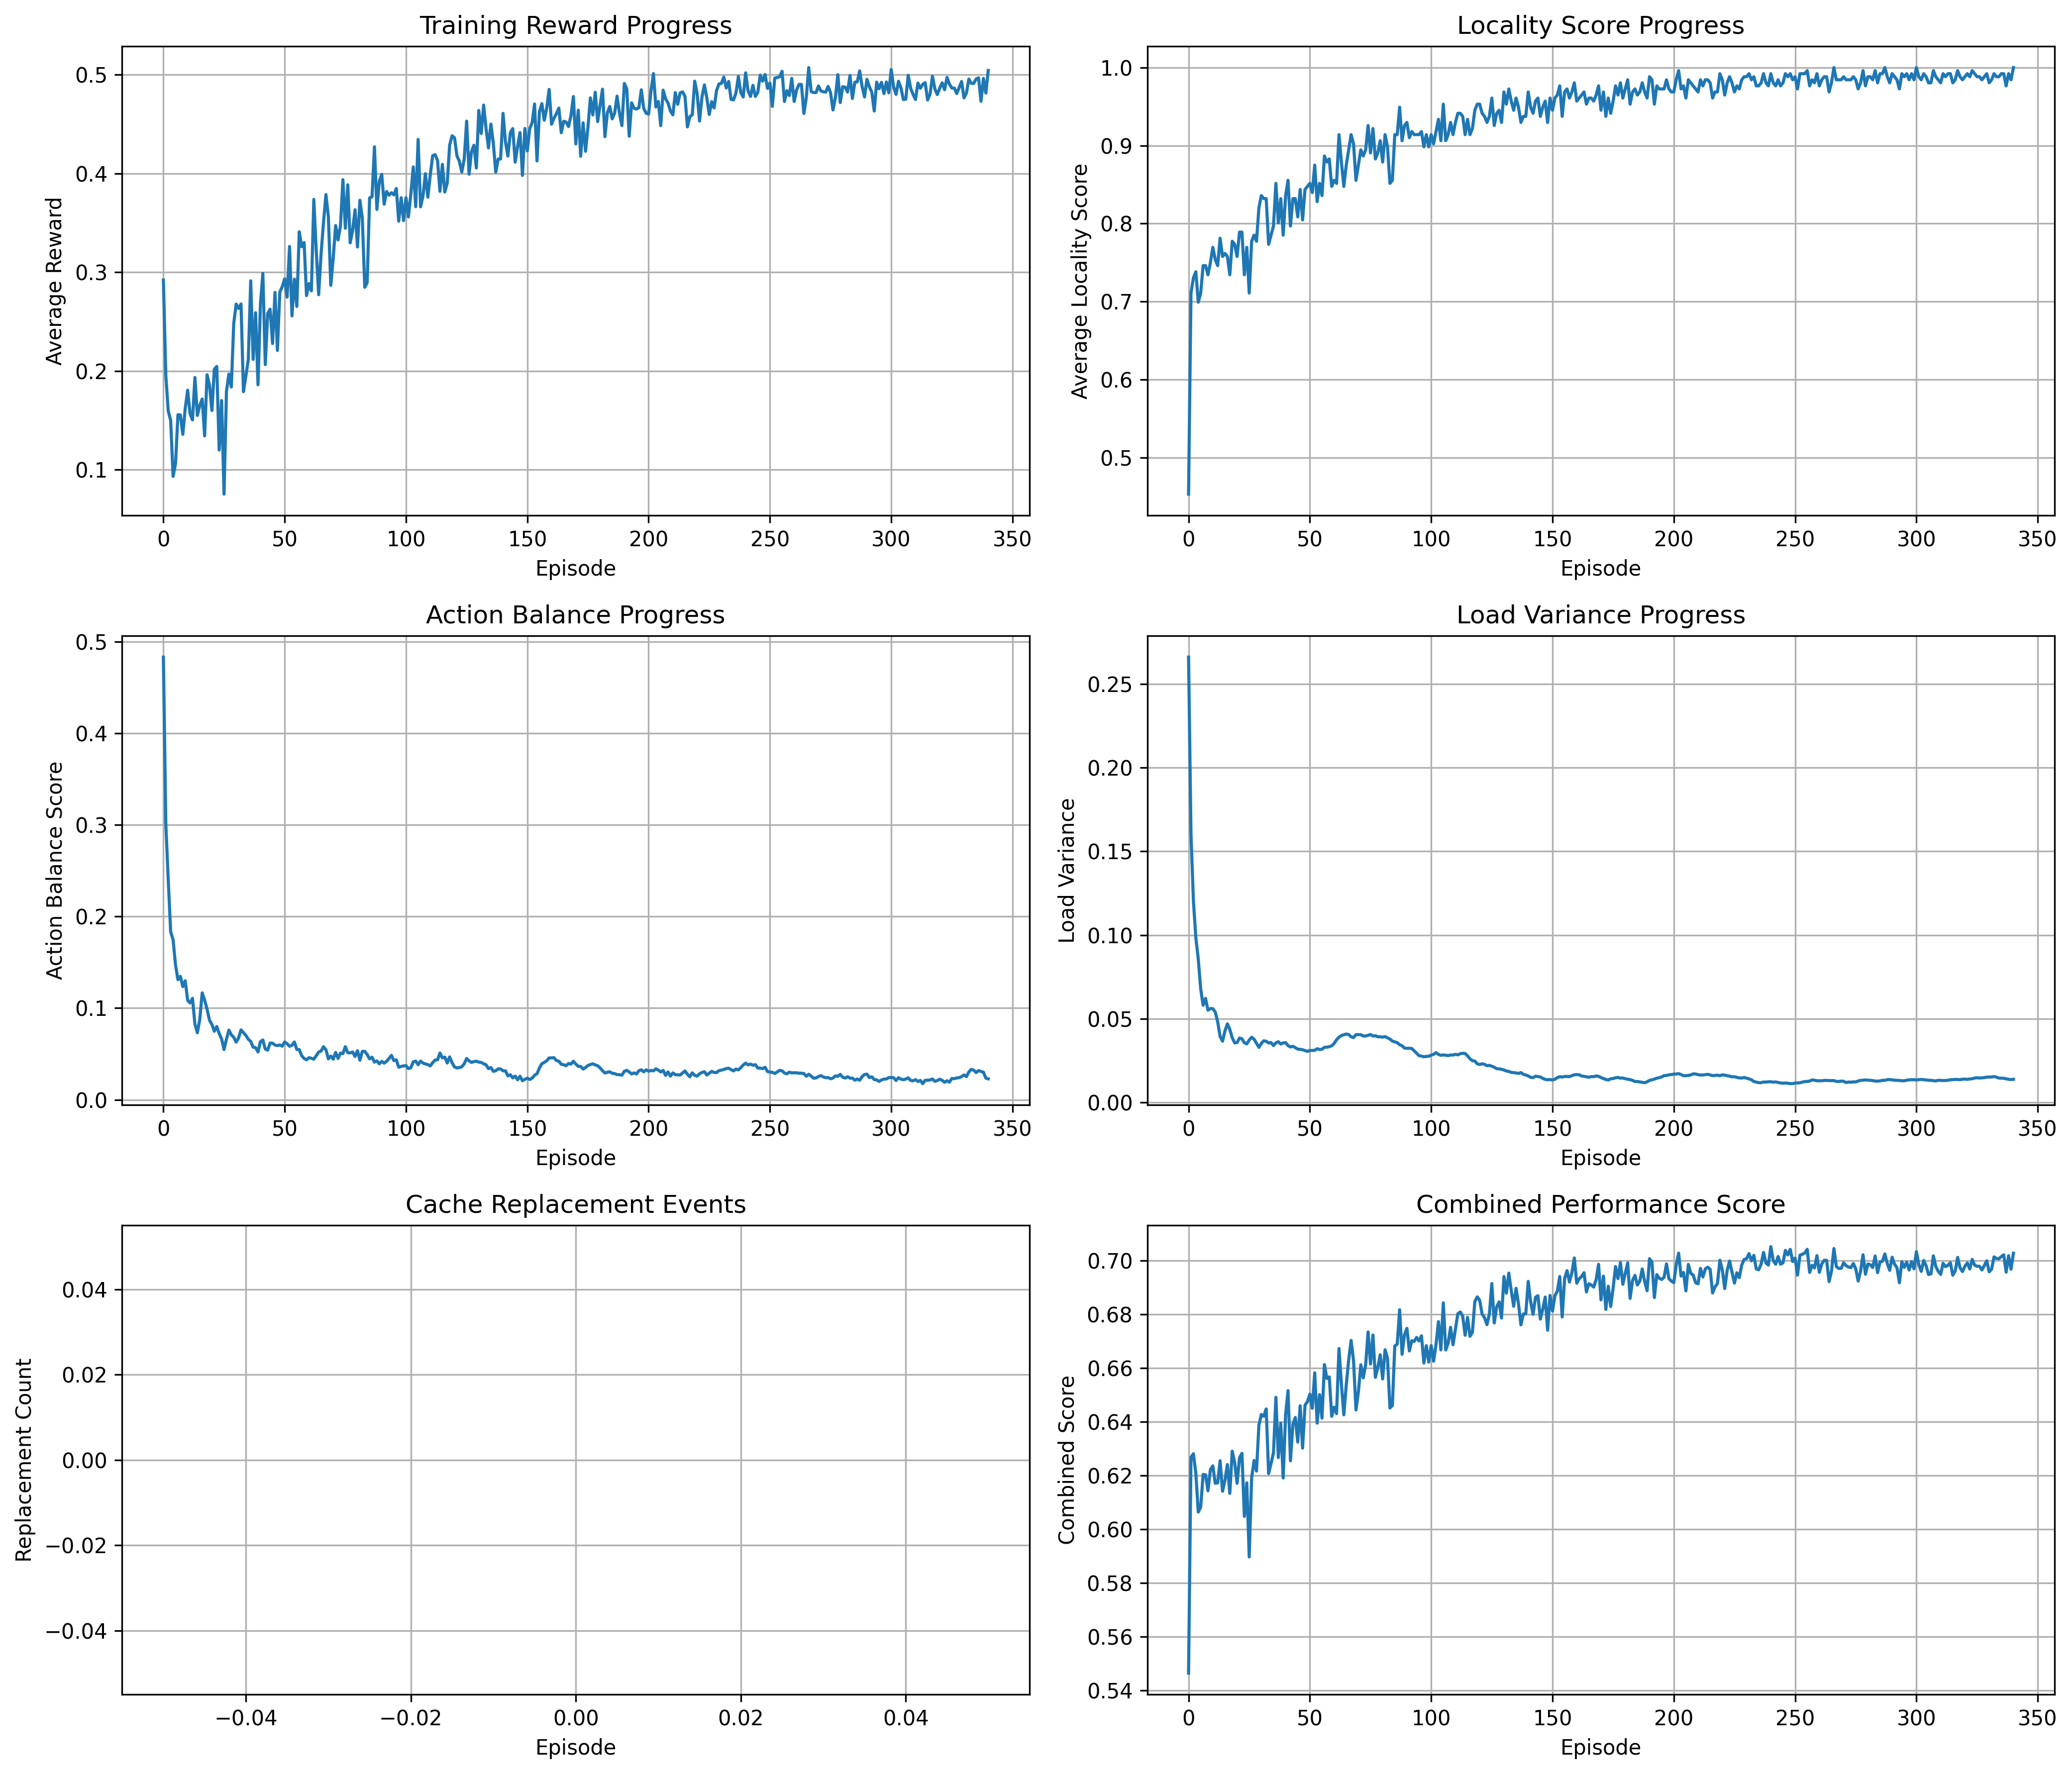 Training Reward Progress
0.5
0.4
0.3
0.2
0.1
Average Reward
0 50 100 150 200 250 300 350
Episode
Locality Score Progress
1.0
0.9
0.8
0.7
0.6
0.5
Average Locality Score
0 50 100 150 200 250 300 350
Episode
Action Balance Progress
0.5
0.4
0.3
0.2
0.1
0.0
Action Balance Score
0 50 100 150 200 250 300 350
Episode
Load Variance Progress
0.25
0.20
0.15
0.10
0.05
0.00
Load Variance
0 50 100 150 200 250 300 350
Episode
Cache Replacement Events
0.04
0.02
0.00
−0.02
−0.04
Replacement Count
−0.04 −0.02 0.00 0.02 0.04
Episode
Combined Performance Score
0.70
0.68
0.66
0.64
0.62
0.60
0.58
0.56
0.54
Combined Score
0 50 100 150 200 250 300 350
Episode